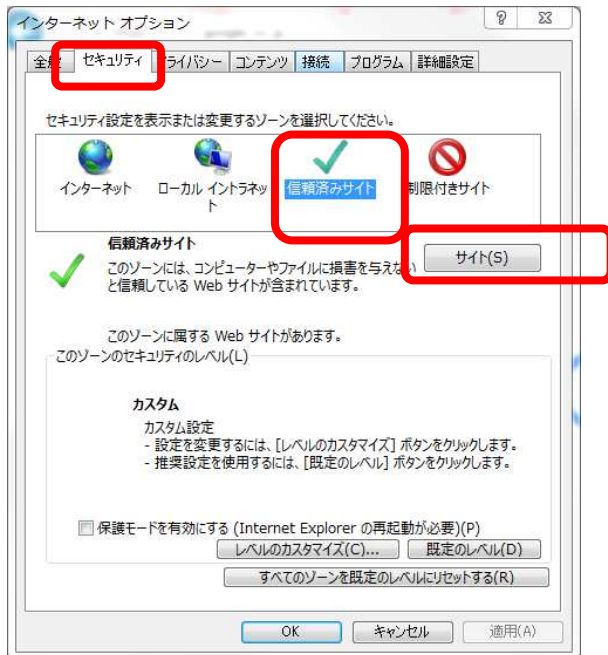 インターネット オプション
全般 セキュリティ プライバシー コンテンツ 接続 プログラム 詳細設定
セキュリティ設定を表示または変更するゾーンを選択してください。
インターネット ローカル イントラネット 信頼済みサイト 制限付きサイト
信頼済みサイト
サイト(S)
このゾーンには、コンピューターやファイルに損害を与えない
と信頼している Web サイトが含まれています。
このゾーンに属する Web サイトがあります。
このゾーンのセキュリティのレベル(L)
カスタム
カスタム設定
- 設定を変更するには、[レベルのカスタマイズ] ボタンをクリックします。
- 推奨設定を使用するには、[既定のレベル] ボタンをクリックします。
保護モードを有効にする (Internet Explorer の再起動が必要)(P)
レベルのカスタマイズ(C)... 既定のレベル(D)
すべてのゾーンを既定のレベルにリセットする(R)
OK キャンセル 適用(A)